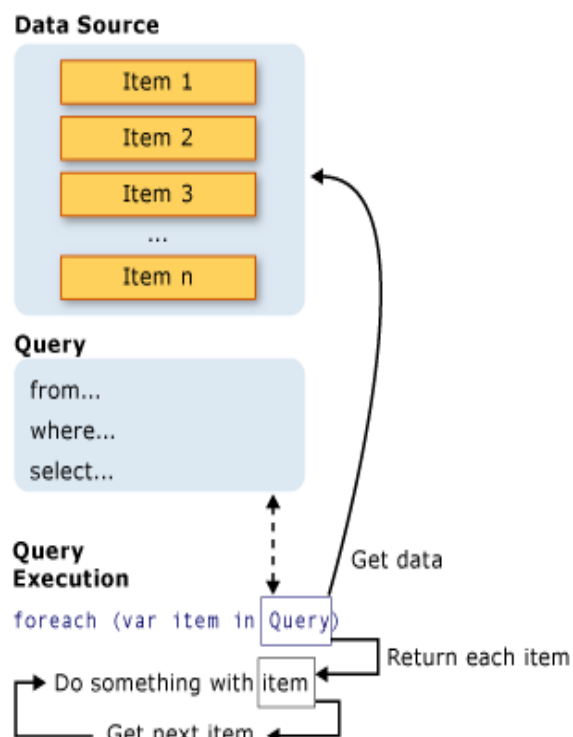 Data Source
Item 1
Item 2
Item 3
...
Item n
Query
from...
where...
select...
Query
Execution
Get data
foreach (var item in Query)
Return each item
Do something with item
Get next item